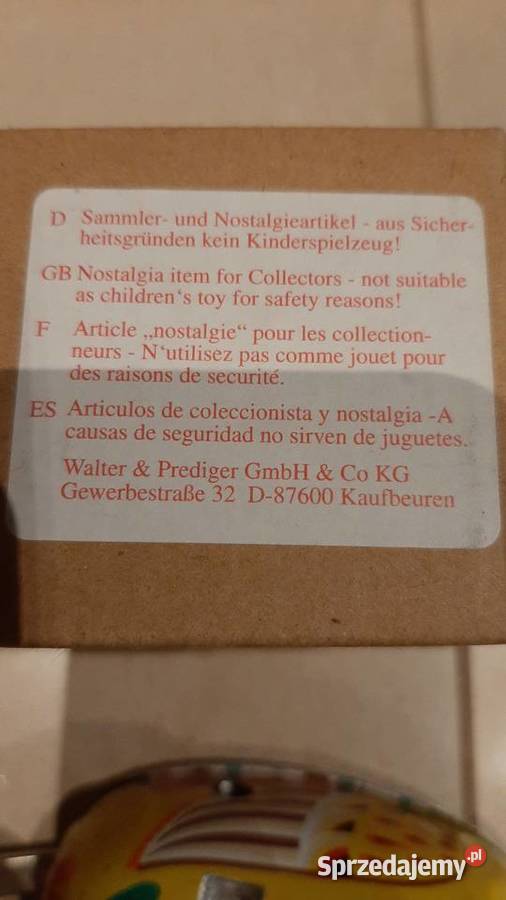 D Sammler- und Nostalgieartikel - aus Sicher-
heitsgründen kein Kinderspielzeug!
GB Nostalgia item for Collectors - not suitable
as children‘s toy for safety reasons!
F Article „nostalgie“ pour les collection-
neurs - N‘utilisez pas comme jouet pour
des raisons de securité.
ES Articulos de coleccionista y nostalgia -A
causas de seguridad no sirven de juguetes.
Walter & Prediger GmbH & Co KG
Gewerbestraße 32 D-87600 Kaufbeuren
Sprzedajemy.pl